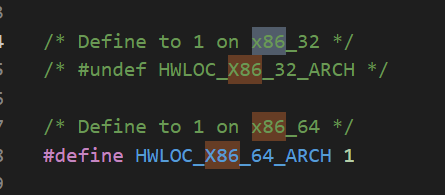 /* Define to 1 on x86_32 */
/* #undef HWLOC_X86_32_ARCH */
/* Define to 1 on x86_64 */
#define HWLOC_X86_64_ARCH 1